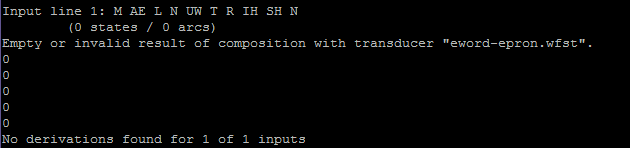 Input line 1: M AE L N UW T R IH SH N
(0 states / 0 arcs)
Empty or invalid result of composition with transducer "eword-epron.wfst".
0
0
0
0
0
No derivations found for 1 of 1 inputs